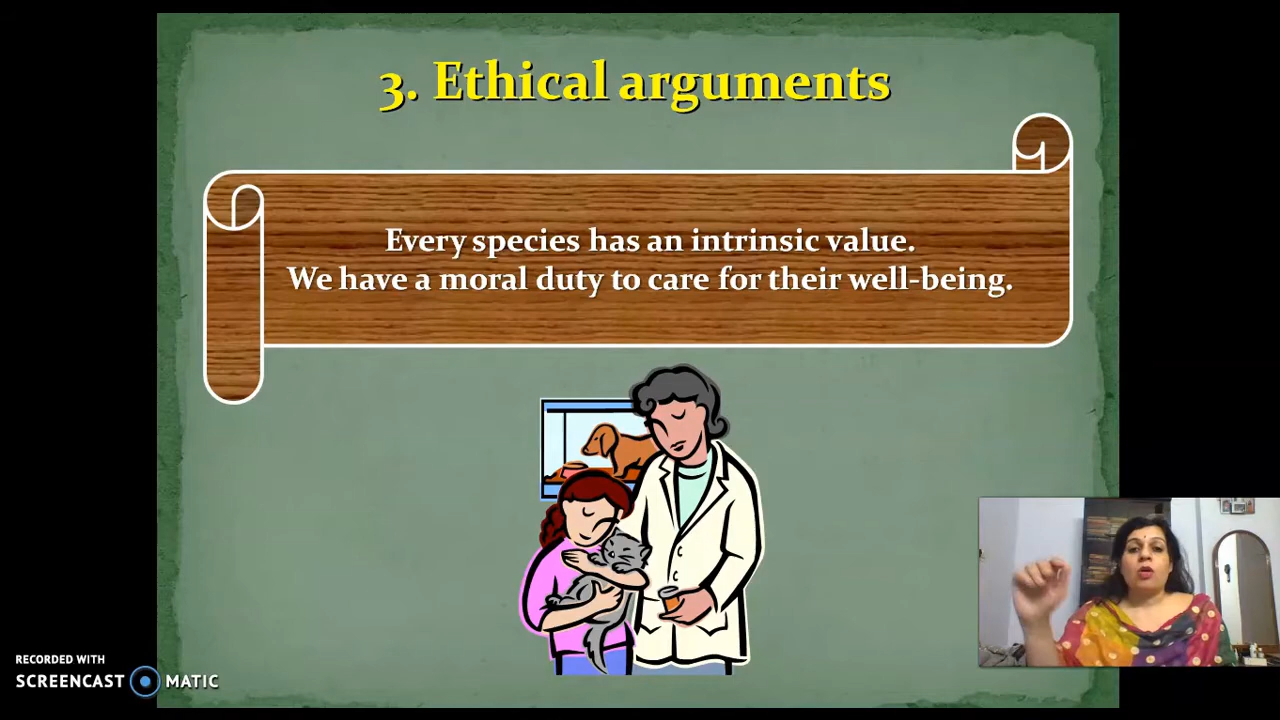 3. Ethical arguments
Every species has an intrinsic value.
We have a moral duty to care for their well-being.
RECORDED WITH
SCREENCAST MATIC